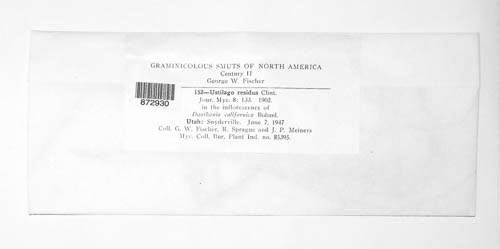 GRAMINICOLOUS SMUTS OF NORTH AMERICA
Century II
George W. Fischer
872930
152—Ustilago residua Clint.
Jour. Myc. 8: 133. 1902.
in the inflorescence of
Danthonia californica Boland.
Utah: Snyderville. June 7, 1947
Coll. G. W. Fischer, R. Sprague and J. P. Meiners
Myc. Coll. Bur. Plant Ind. no. 85395.